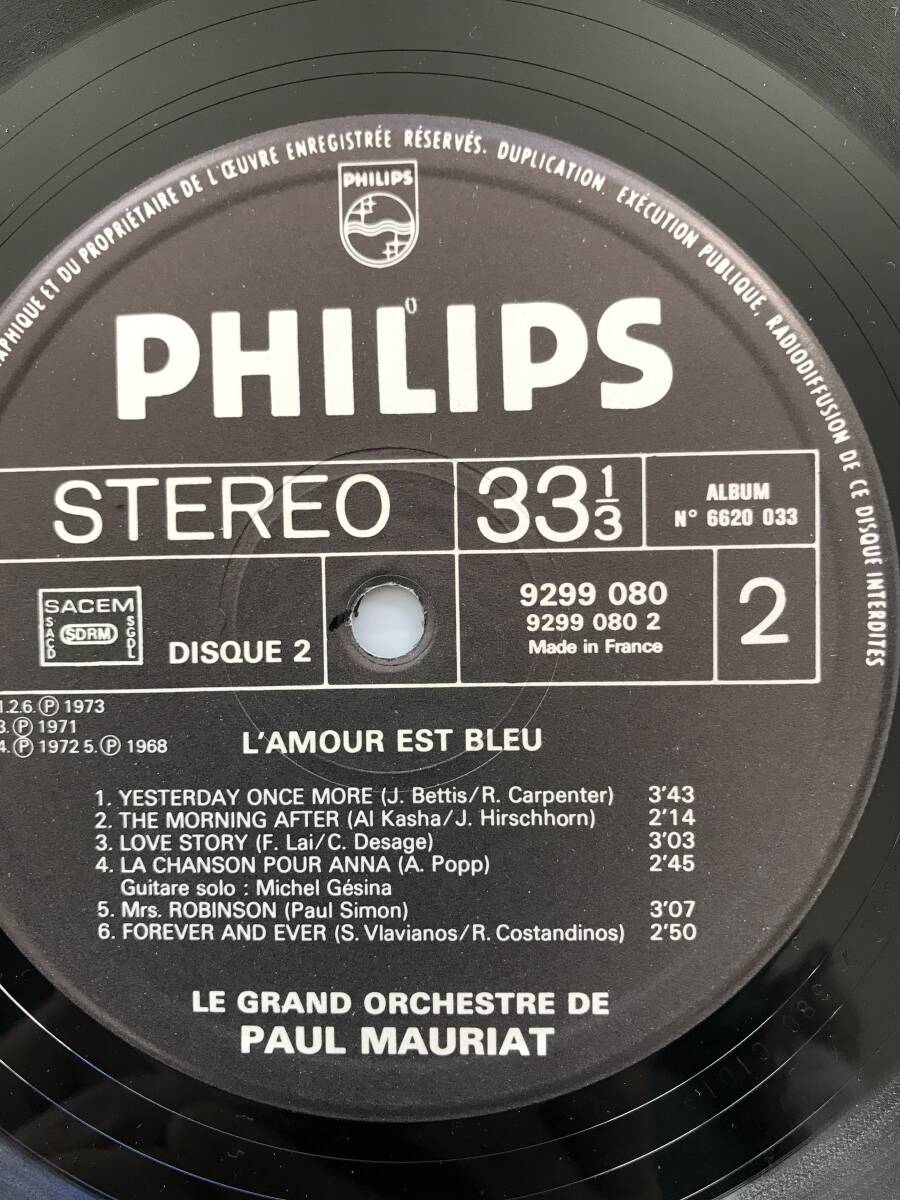 APHIQUE ET DU PROPRIÉTAIRE DE L'ŒUVRE ENREGISTRÉE RÉSERVÉS. DUPLICATION, EXÉCUTION PUBLIQUE, RADIODIFFUSION DE CE DISQUE INTERDITES
PHILIPS
PHILIPS
STEREO
33 1/3
ALBUM
N° 6620 033
SACEM
SACD
SDRM
SGDL
DISQUE 2
9299 080
9299 080 2
Made in France
2
1.2.6. Ⓟ 1973
3. Ⓟ 1971
4. Ⓟ 1972 5. Ⓟ 1968
L'AMOUR EST BLEU
1. YESTERDAY ONCE MORE (J. Bettis/R. Carpenter) 3'43
2. THE MORNING AFTER (Al Kasha/J. Hirschhorn) 2'14
3. LOVE STORY (F. Lai/C. Desage) 3'03
4. LA CHANSON POUR ANNA (A. Popp) 2'45
Guitare solo : Michel Gésina
5. Mrs. ROBINSON (Paul Simon) 3'07
6. FOREVER AND EVER (S. Vlavianos/R. Costandinos) 2'50
LE GRAND ORCHESTRE DE
PAUL MAURIAT